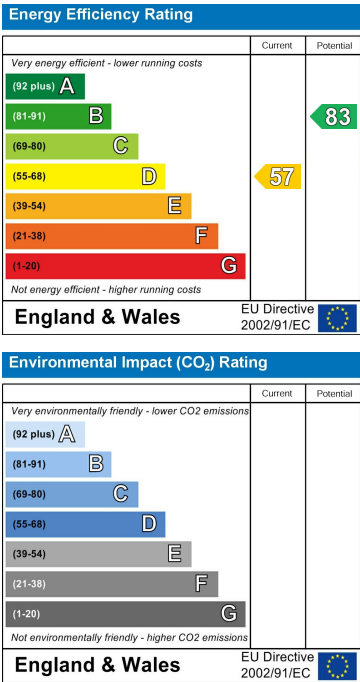 Energy Efficiency Rating
Current Potential
Very energy efficient - lower running costs
(92 plus) A
(81-91) B 83
(69-80) C
(55-68) D 57
(39-54) E
(21-38) F
(1-20) G
Not energy efficient - higher running costs
England & Wales EU Directive
2002/91/EC
Environmental Impact (CO₂) Rating
Current Potential
Very environmentally friendly - lower CO2 emissions
(92 plus) A
(81-91) B
(69-80) C
(55-68) D
(39-54) E
(21-38) F
(1-20) G
Not environmentally friendly - higher CO2 emissions
England & Wales EU Directive
2002/91/EC